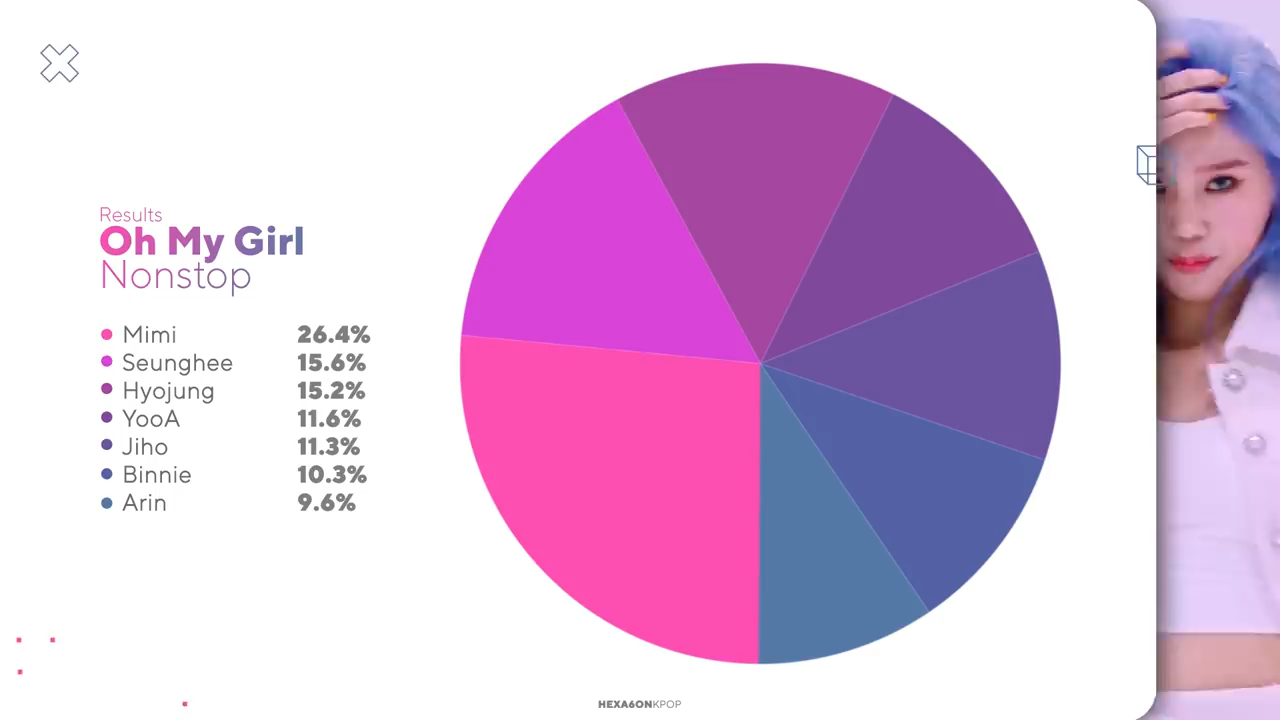 Results
Oh My Girl
Nonstop
Mimi 26.4%
Seunghee 15.6%
Hyojung 15.2%
YooA 11.6%
Jiho 11.3%
Binnie 10.3%
Arin 9.6%
HEXA6ONKPOP